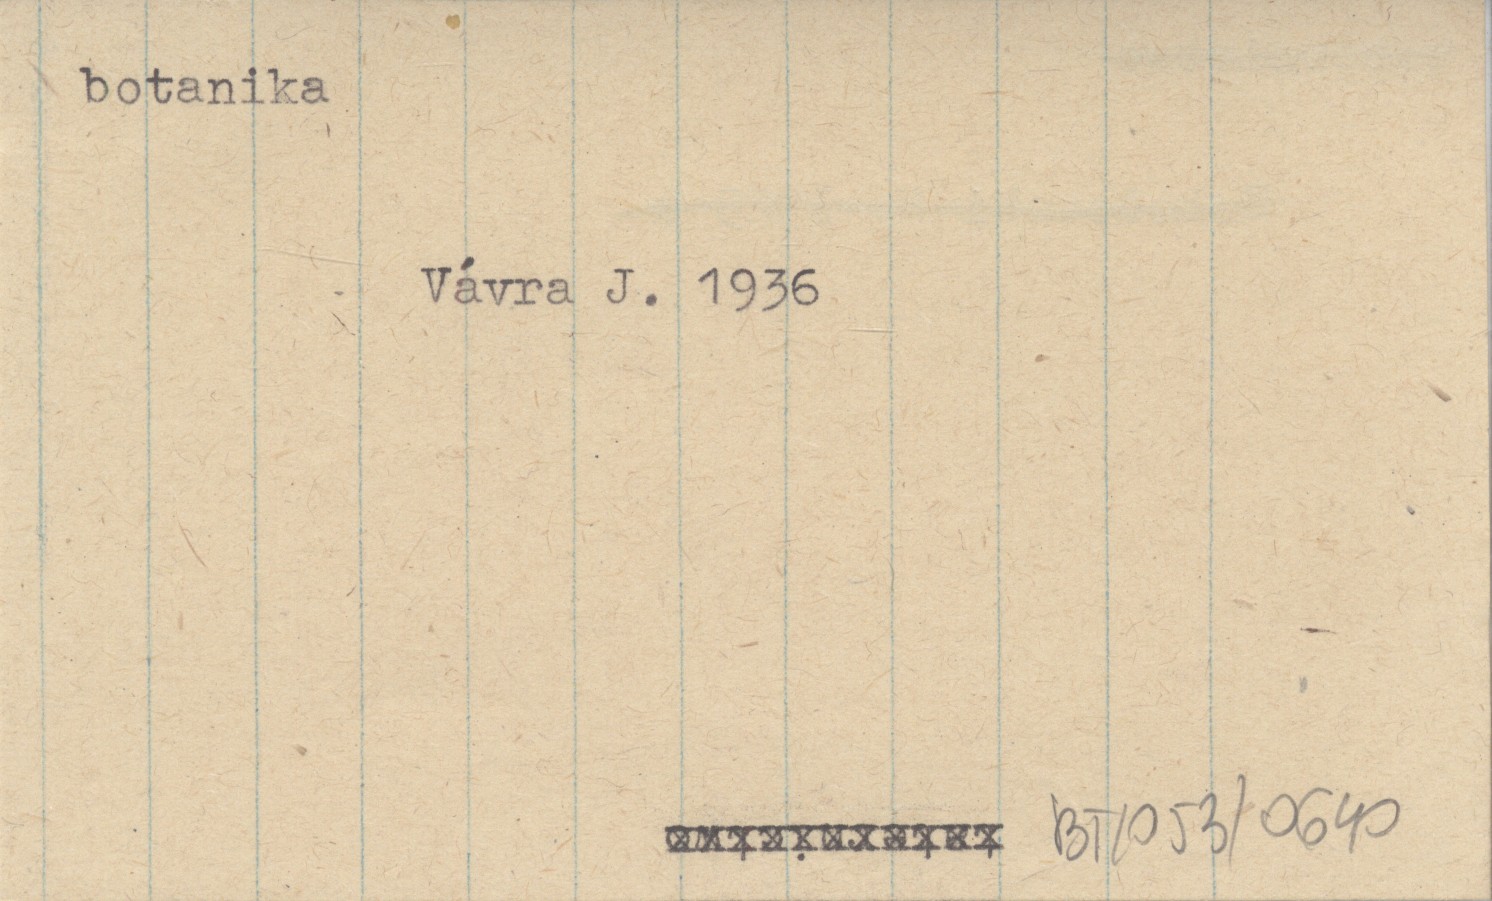 botanika
Vávra J. 1936
BT/053/0640